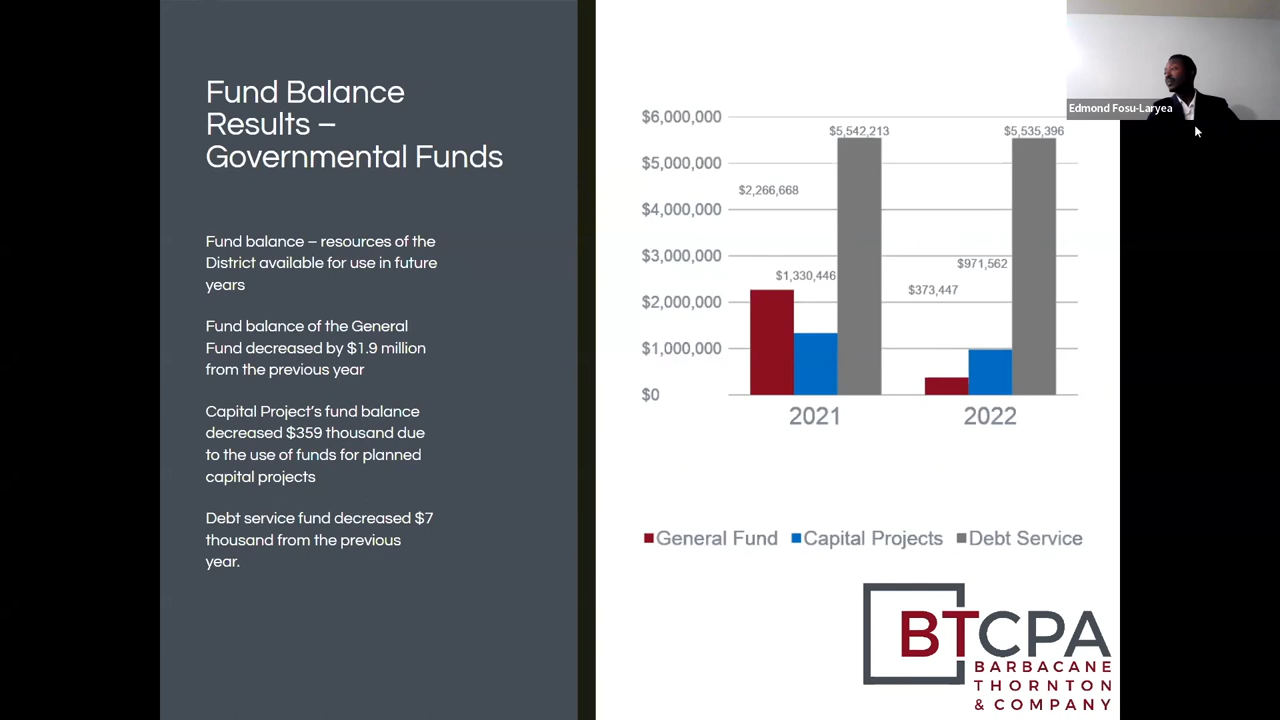 Fund Balance
Results –
Governmental Funds
Fund balance – resources of the
District available for use in future
years
Fund balance of the General
Fund decreased by $1.9 million
from the previous year
Capital Project's fund balance
decreased $359 thousand due
to the use of funds for planned
capital projects
Debt service fund decreased $7
thousand from the previous
year.
Edmond Fosu-Laryea
$6,000,000
$5,000,000
$4,000,000
$3,000,000
$2,000,000
$1,000,000
$0
$2,266,668
$1,330,446
$5,542,213
$373,447
$971,562
$5,535,396
2021 2022
General Fund Capital Projects Debt Service
BTCPA
BARBACANE
THORNTON
& COMPANY